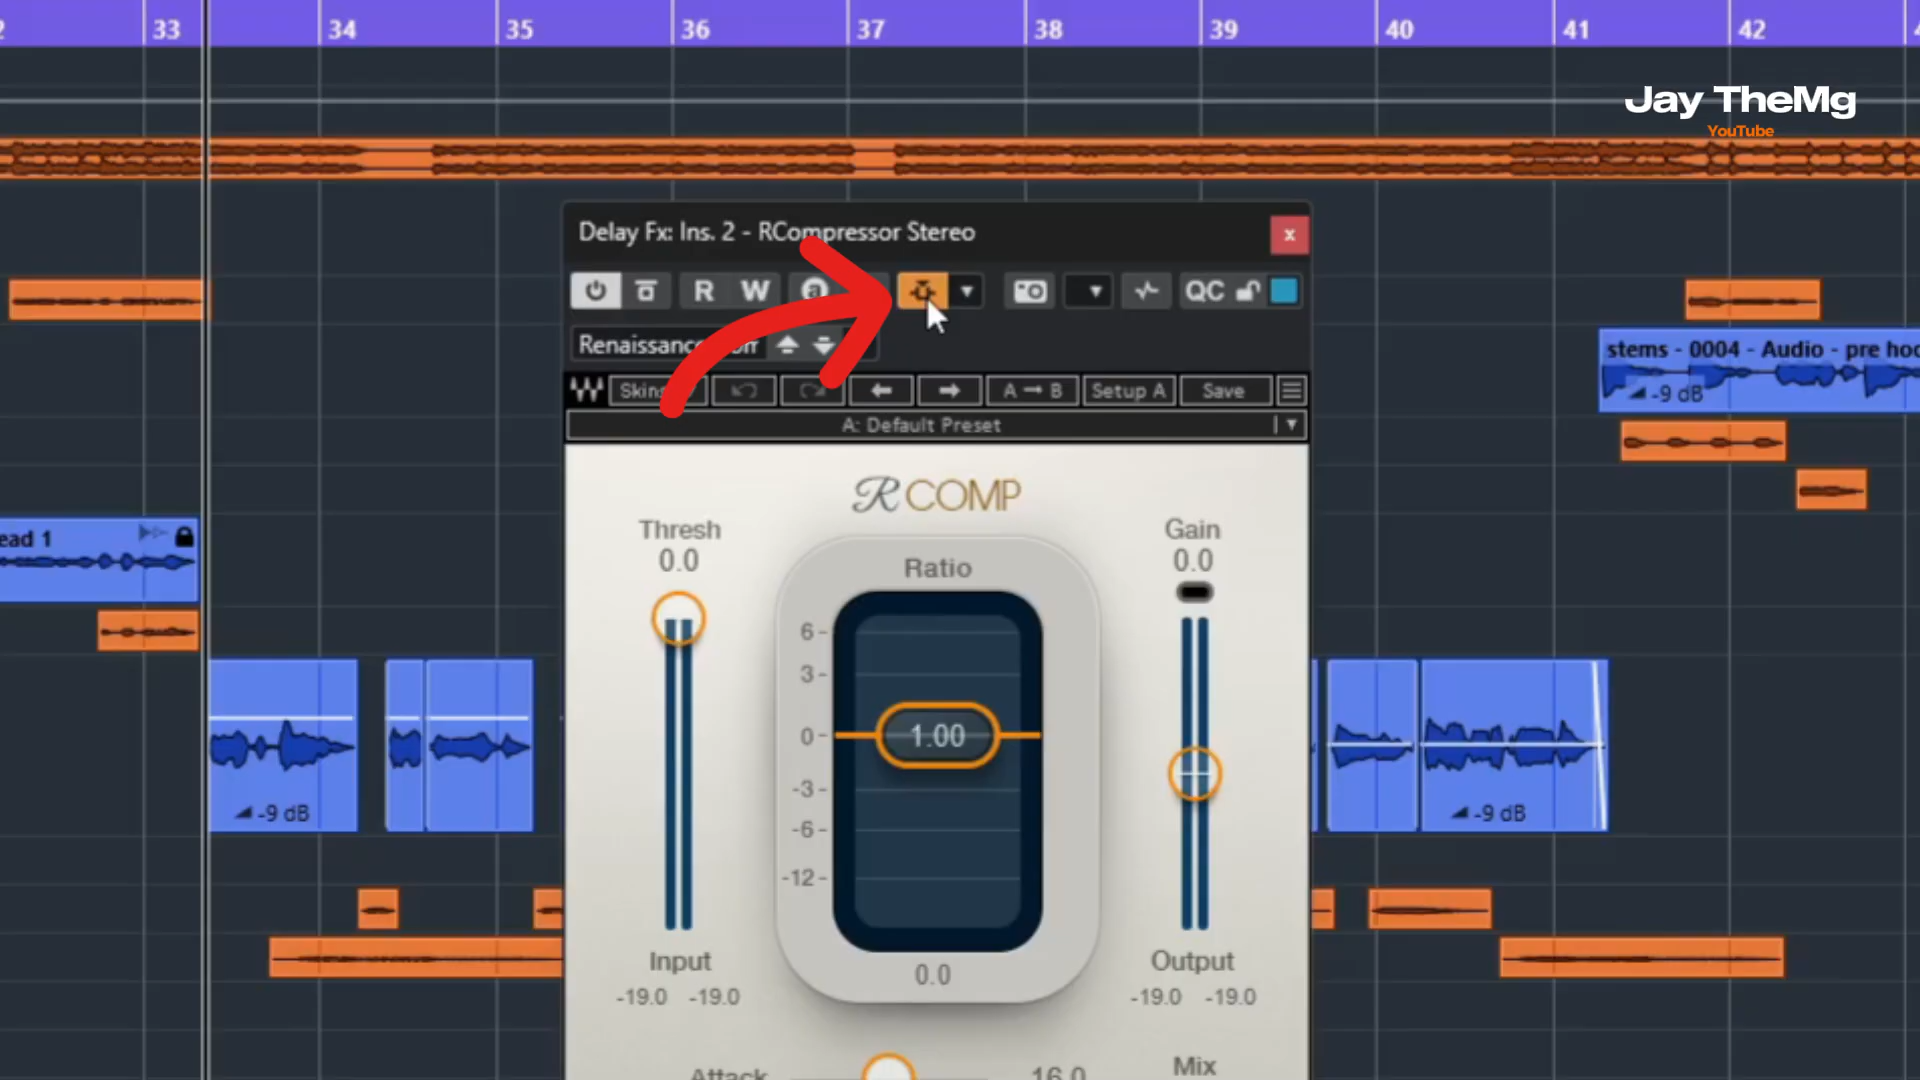 33 34 35 36 37 38 39 40 41 42
Jay TheMg
YouTube
Delay Fx: Ins. 2 - RCompressor Stereo
x
R W a QC
Renaissance
Skins A → B Setup A Save
A: Default Preset
stems - 0004 - Audio - pre hoo
-9 dB
ead 1
R COMP
Thresh
0.0
Ratio
Gain
0.0
6
3
0
-3
-6
-12
1.00
0.0
-9 dB
-9 dB
Input
-19.0 -19.0
Output
-19.0 -19.0
Attack
16.0
Mix